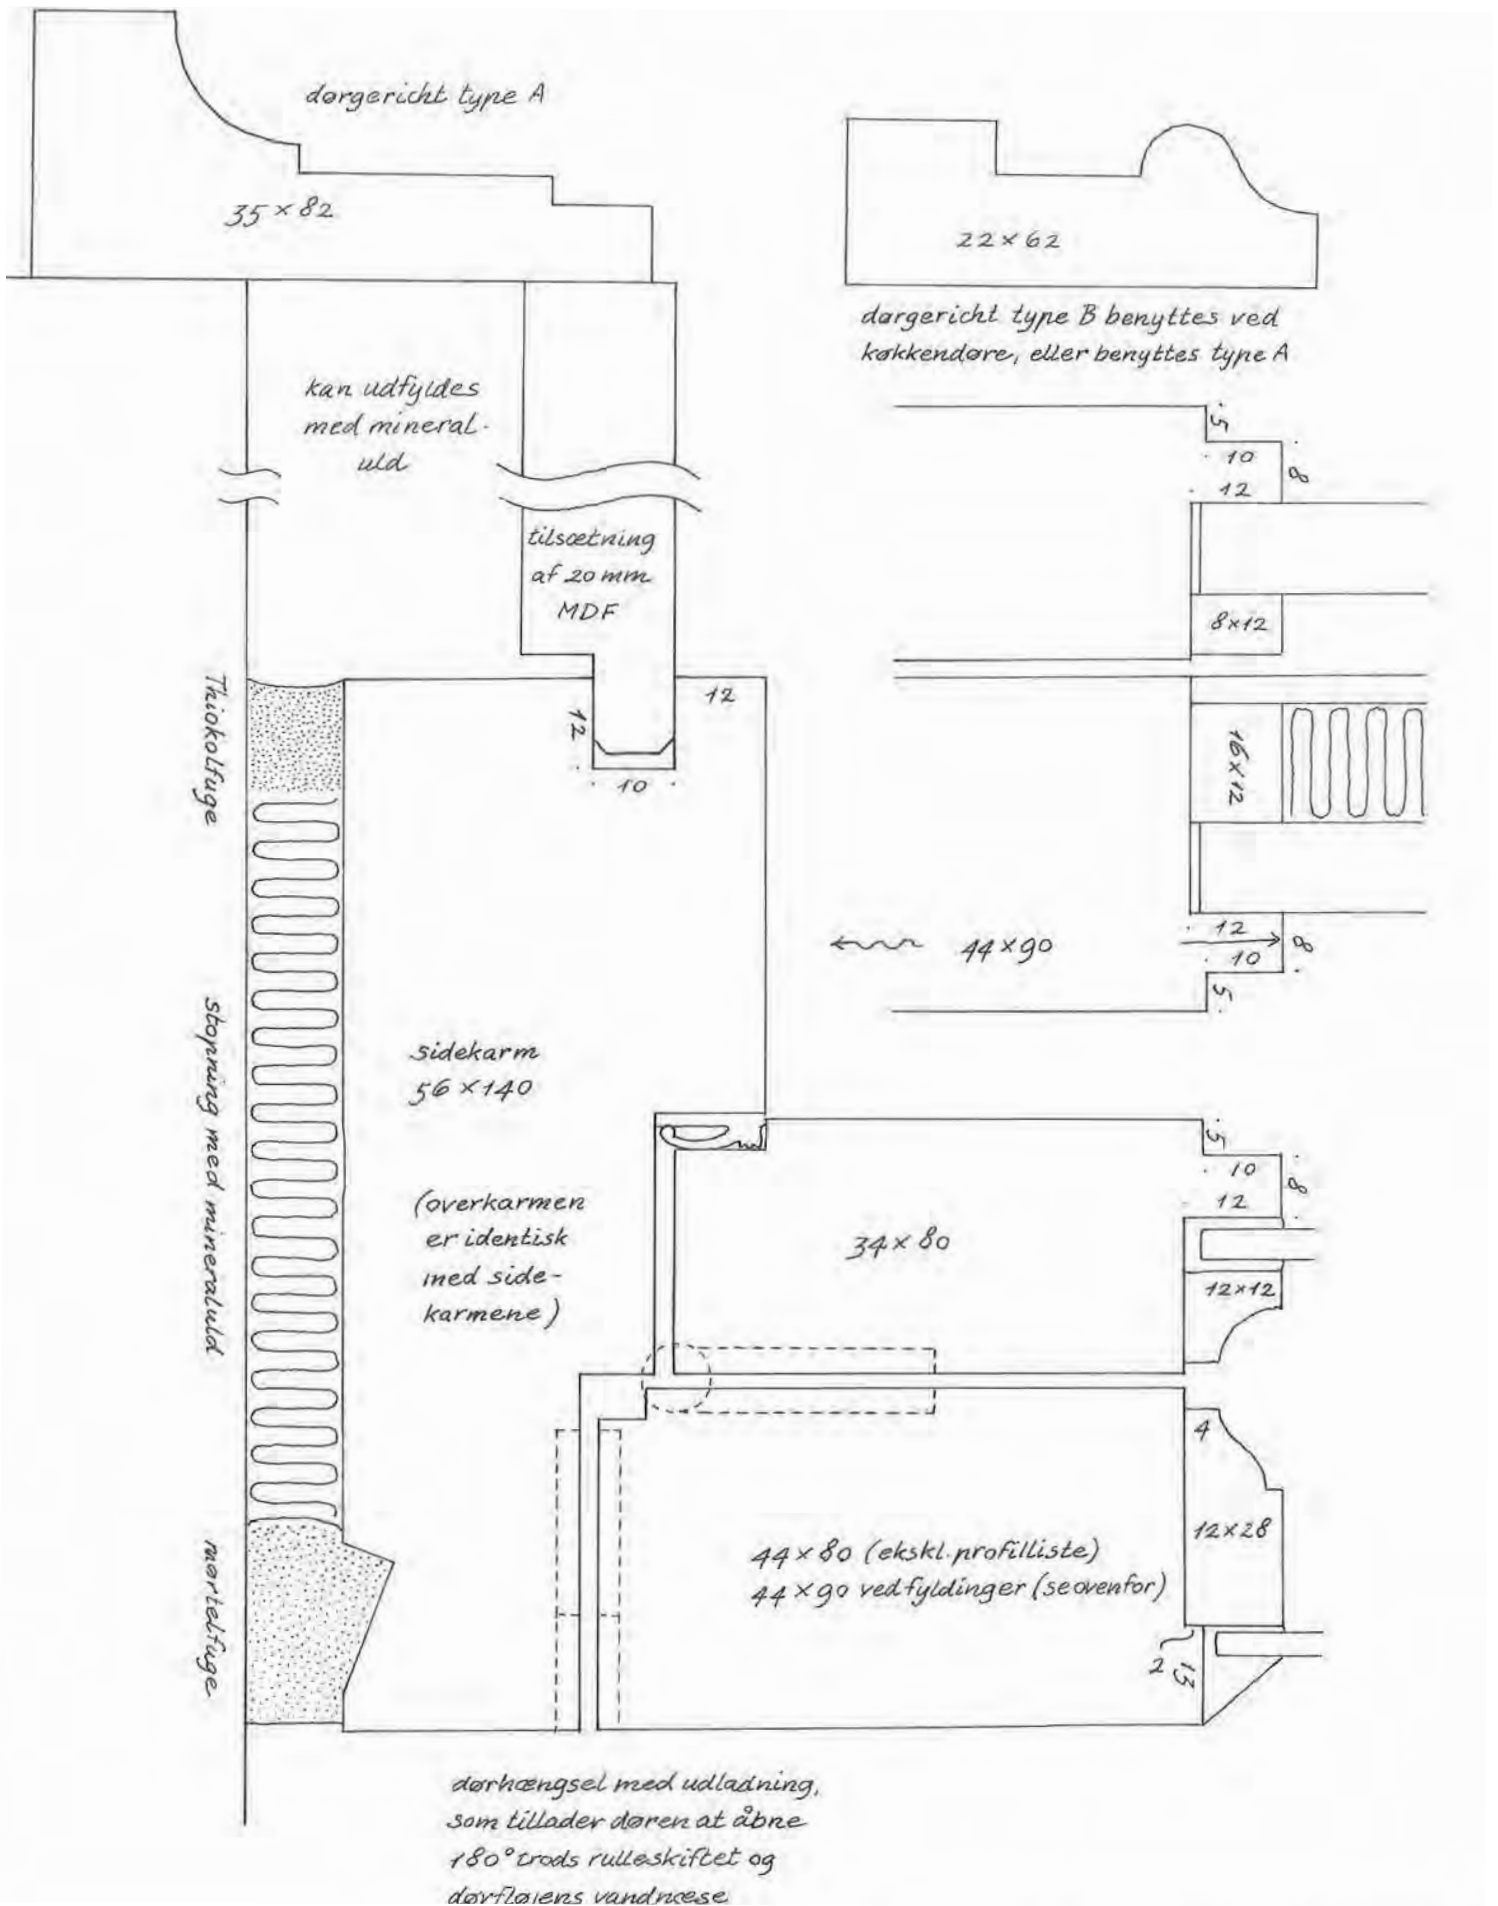 dørgericht type A
35 × 82
22 × 62
dørgericht type B benyttes ved
køkkendøre, eller benyttes type A
kan udfyldes
med mineral-
uld
5
10
8
12
tilsætning
af 20 mm
MDF
8×12
Thiokolfuge
12
12
10
16×12
44×90
12
8
10
5
stopning med mineraluld
sidekarm
56 × 140
5
10
8
12
(overkarmen
er identisk
med side-
karmene)
34× 80
12×12
4
12×28
mørtelfuge
44× 80 (ekskl. profilliste)
44 × 90 ved fyldinger (se ovenfor)
2
13
dørhængsel med udladning,
som tillader døren at åbne
180° trods rulleskiftet og
dørfløjens vandnæse